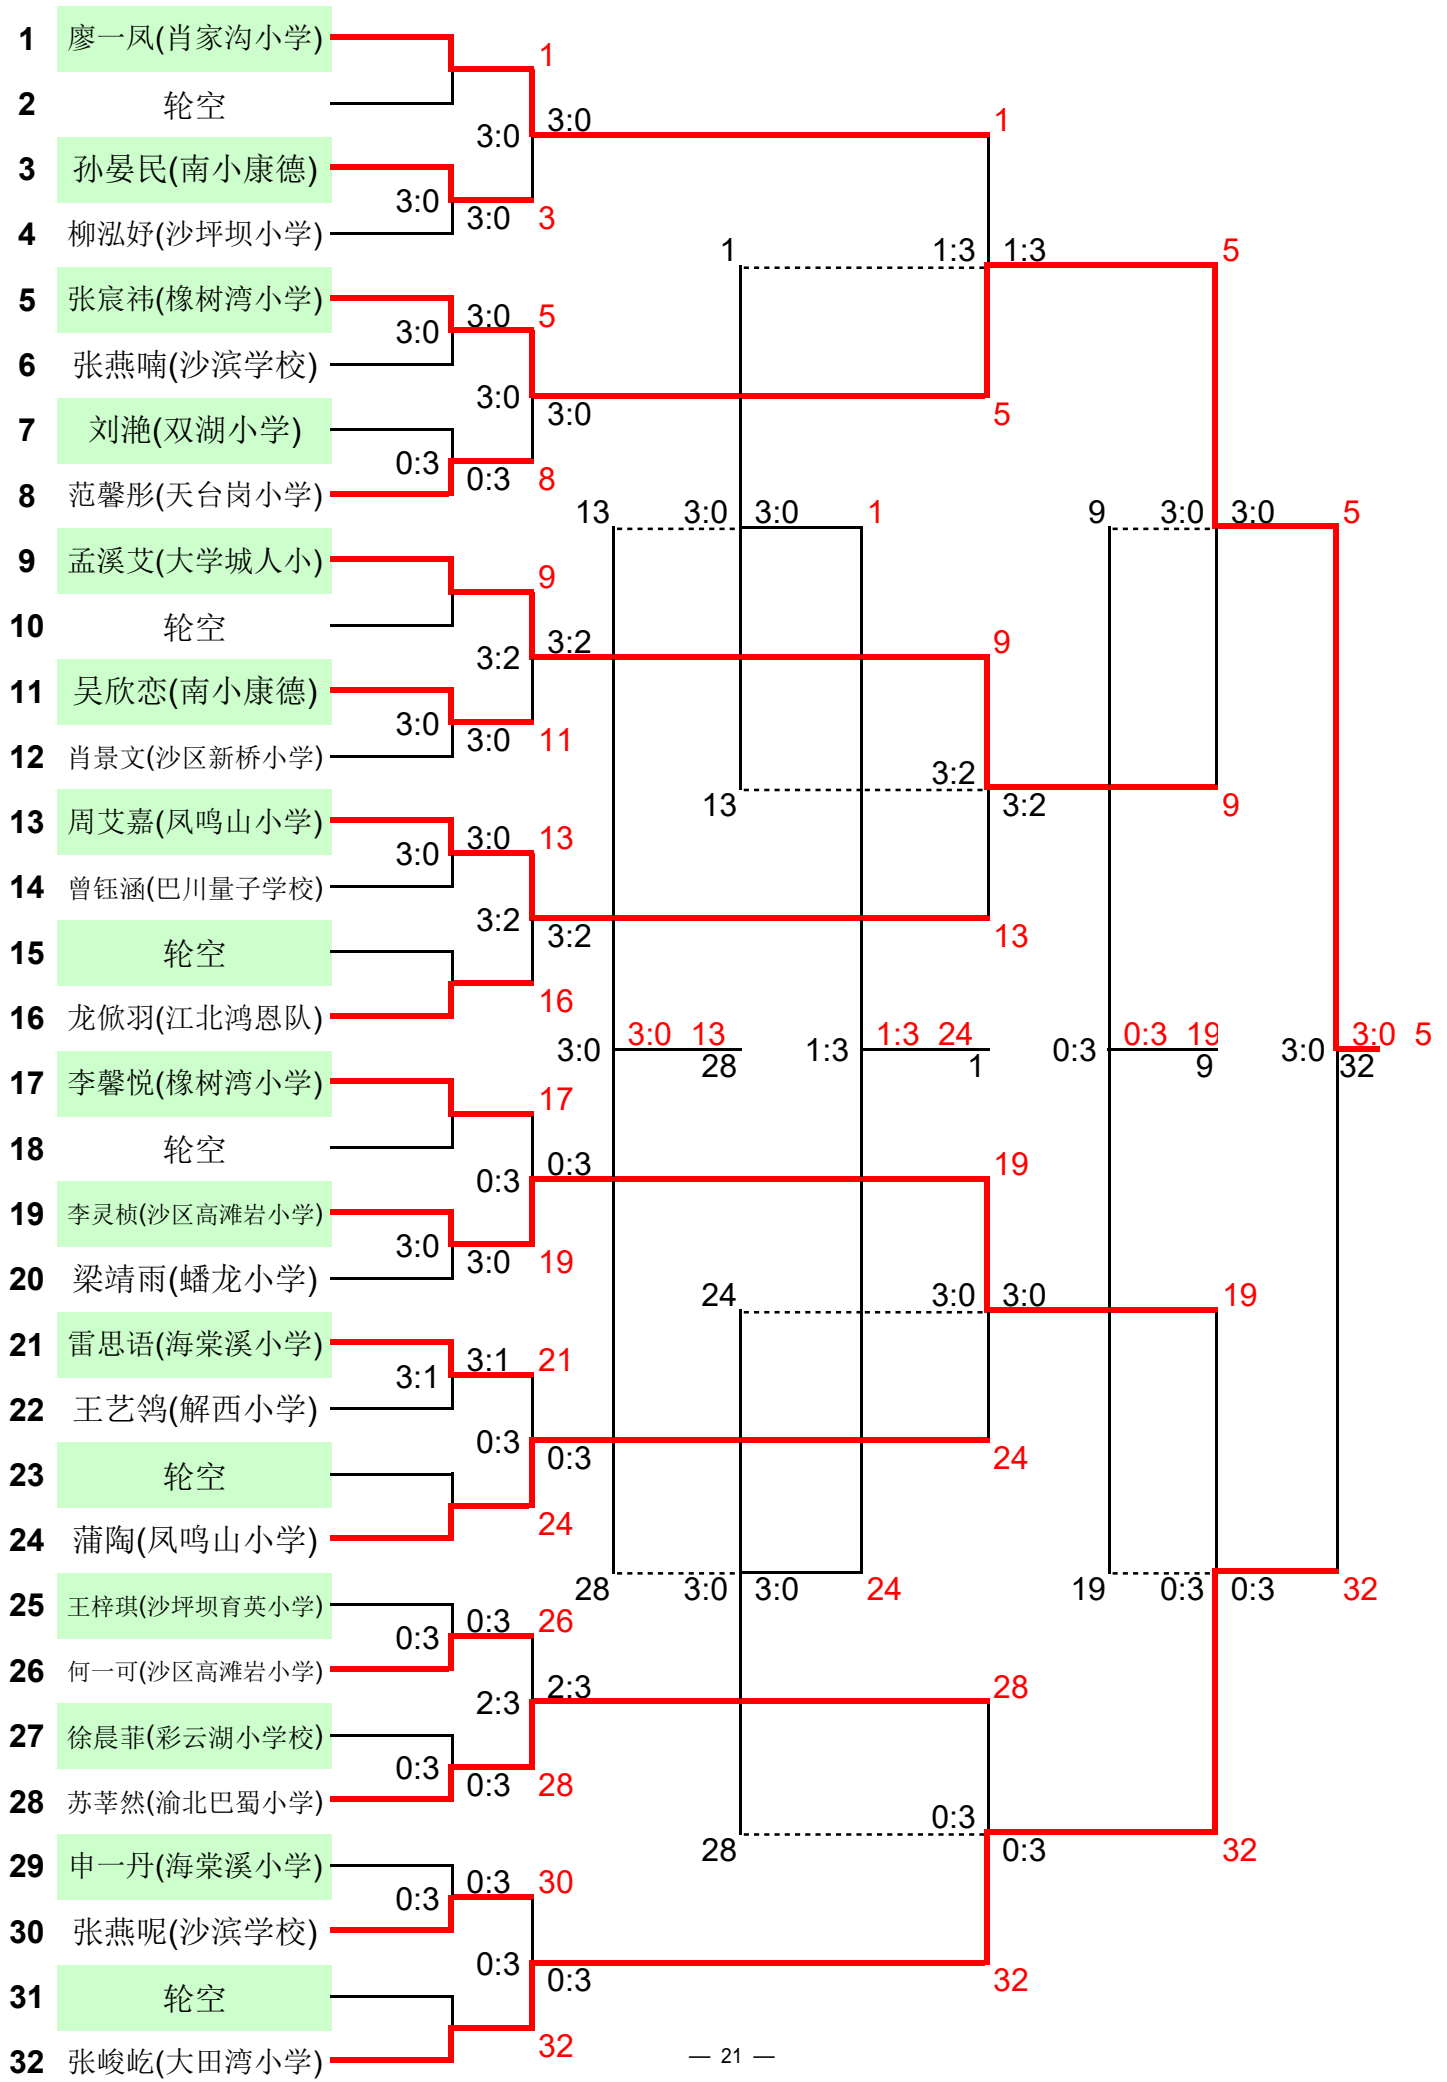 1 廖一凤(肖家沟小学) 1
2 轮空
3:0 3:0 1
3 孙晏民(南小康德)
3:0 3:0 3
4 柳泓妤(沙坪坝小学)
1 1:3 1:3 5
5 张宸祎(橡树湾小学) 3:0 5
3:0
6 张燕喃(沙滨学校)
3:0 3:0 5
7 刘滟(双湖小学)
0:3 0:3 8
8 范馨彤(天台岗小学)
13 3:0 3:0 1 9 3:0 3:0 5
9 孟溪艾(大学城人小) 9
10 轮空
3:2 3:2 9
11 吴欣恋(南小康德)
3:0 3:0 11
12 肖景文(沙区新桥小学)
3:2
13 3:2 9
13 周艾嘉(凤鸣山小学) 3:0 13
3:0
14 曾钰涵(巴川量子学校)
3:2 3:2 13
15 轮空
16
16 龙俽羽(江北鸿恩队)
3:0 3:0 13 1:3 1:3 24 0:3 0:3 19 3:0 3:0 5
28 1 9 32
17 李馨悦(橡树湾小学) 17
18 轮空
0:3 0:3 19
19 李灵桢(沙区高滩岩小学)
3:0 3:0 19
20 梁靖雨(蟠龙小学)
24 3:0 3:0 19
21 雷思语(海棠溪小学) 3:1 21
3:1
22 王艺鸰(解西小学)
0:3 0:3 24
23 轮空
24
24 蒲陶(凤鸣山小学)
28 3:0 3:0 24 19 0:3 0:3 32
25 王梓琪(沙坪坝育英小学) 0:3 26
0:3
26 何一可(沙区高滩岩小学)
2:3 2:3 28
27 徐晨菲(彩云湖小学校)
0:3 0:3 28
28 苏莘然(渝北巴蜀小学)
0:3
28 0:3 32
29 申一丹(海棠溪小学) 0:3 30
0:3
30 张燕呢(沙滨学校)
0:3 0:3 32
31 轮空
32
32 张峻屹(大田湾小学)
— 21 —